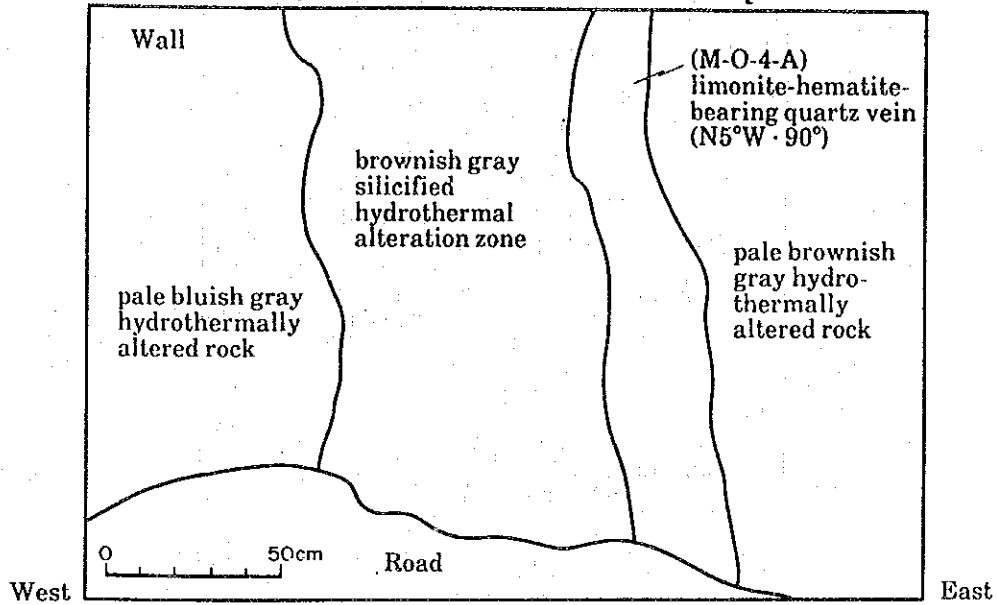 Wall
(M-O-4-A)
limonite-hematite-
bearing quartz vein
(N5°W · 90°)
brownish gray
silicified
hydrothermal
alteration zone
pale brownish
gray hydro-
thermally
altered rock
pale bluish gray
hydrothermally
altered rock
0 50cm
Road
West
East